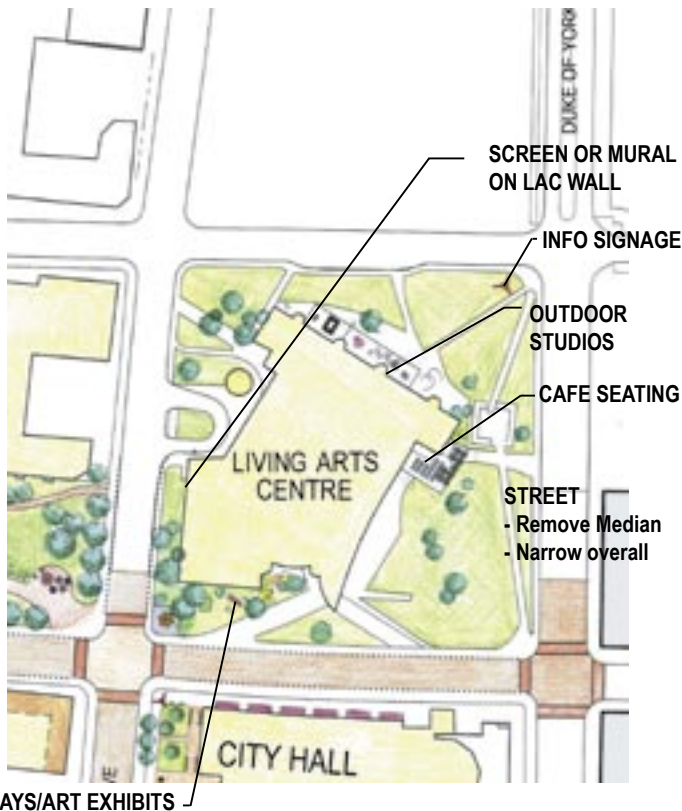 DUKE OF YORK
SCREEN OR MURAL
ON LAC WALL
INFO SIGNAGE
OUTDOOR
STUDIOS
CAFE SEATING
LIVING ARTS
CENTRE
STREET
- Remove Median
- Narrow overall
CITY HALL
AYS/ART EXHIBITS